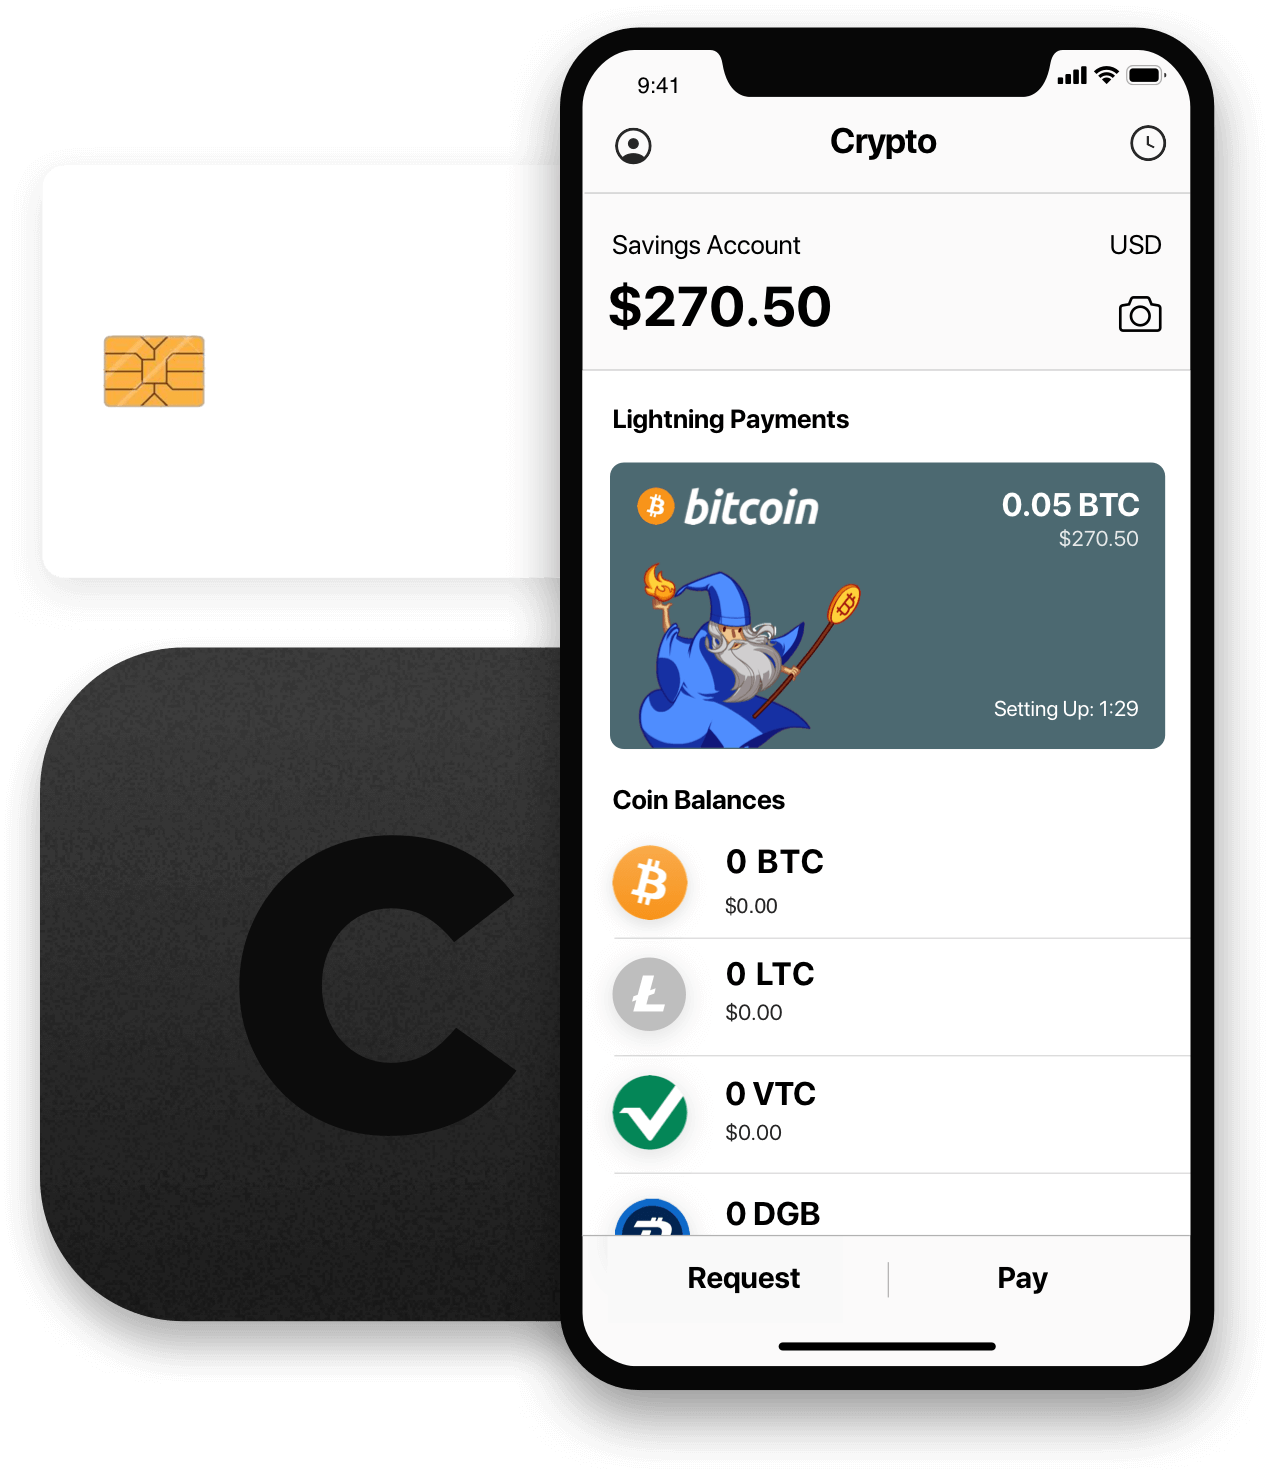 9:41
Crypto
Savings Account USD
$270.50
Lightning Payments
bitcoin 0.05 BTC
$270.50
Setting Up: 1:29
Coin Balances
0 BTC
$0.00
0 LTC
$0.00
0 VTC
$0.00
0 DGB
Request Pay
C